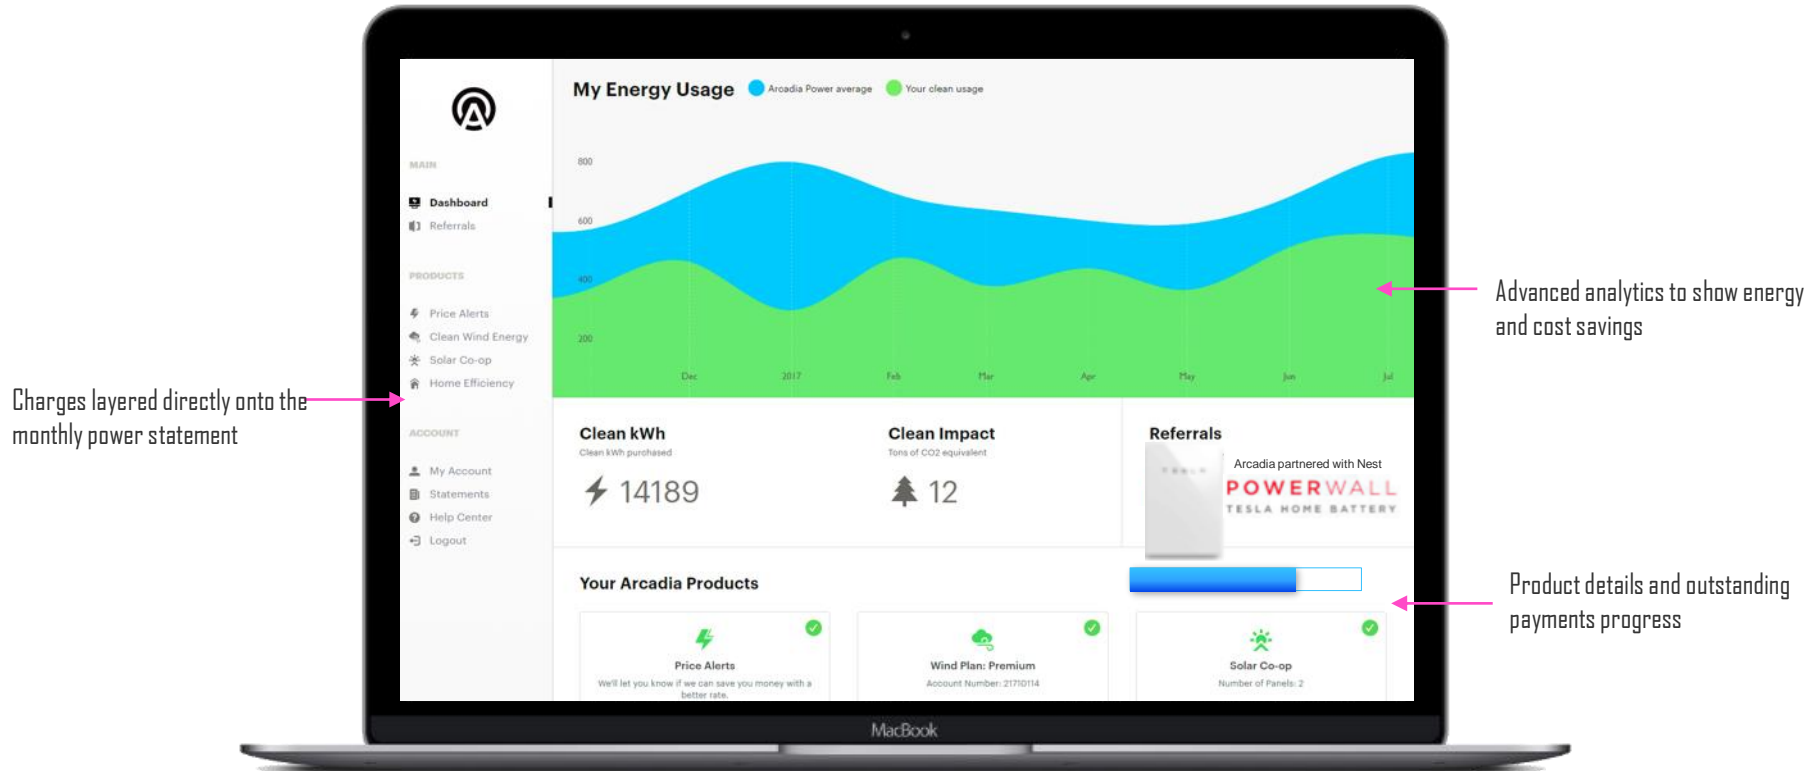 My Energy Usage
Arcadia Power average
Your clean usage
MAIN
Dashboard
Referrals
PRODUCTS
Price Alerts
Clean Wind Energy
Solar Co-op
Home Efficiency
ACCOUNT
My Account
Statements
Help Center
Logout
800
600
400
200
Dec 2017 Feb Mar Apr May Jun Jul
Charges layered directly onto the
monthly power statement
Advanced analytics to show energy
and cost savings
Clean kWh
Clean kWh purchased
14189
Clean Impact
Tons of CO2 equivalent
12
Referrals
TESLA
Arcadia partnered with Nest
POWERWALL
TESLA HOME BATTERY
Product details and outstanding
payments progress
Your Arcadia Products
Price Alerts
We'll let you know if we can save you money with a
better rate.
Wind Plan: Premium
Account Number: 21710114
Solar Co-op
Number of Panels: 2
MacBook